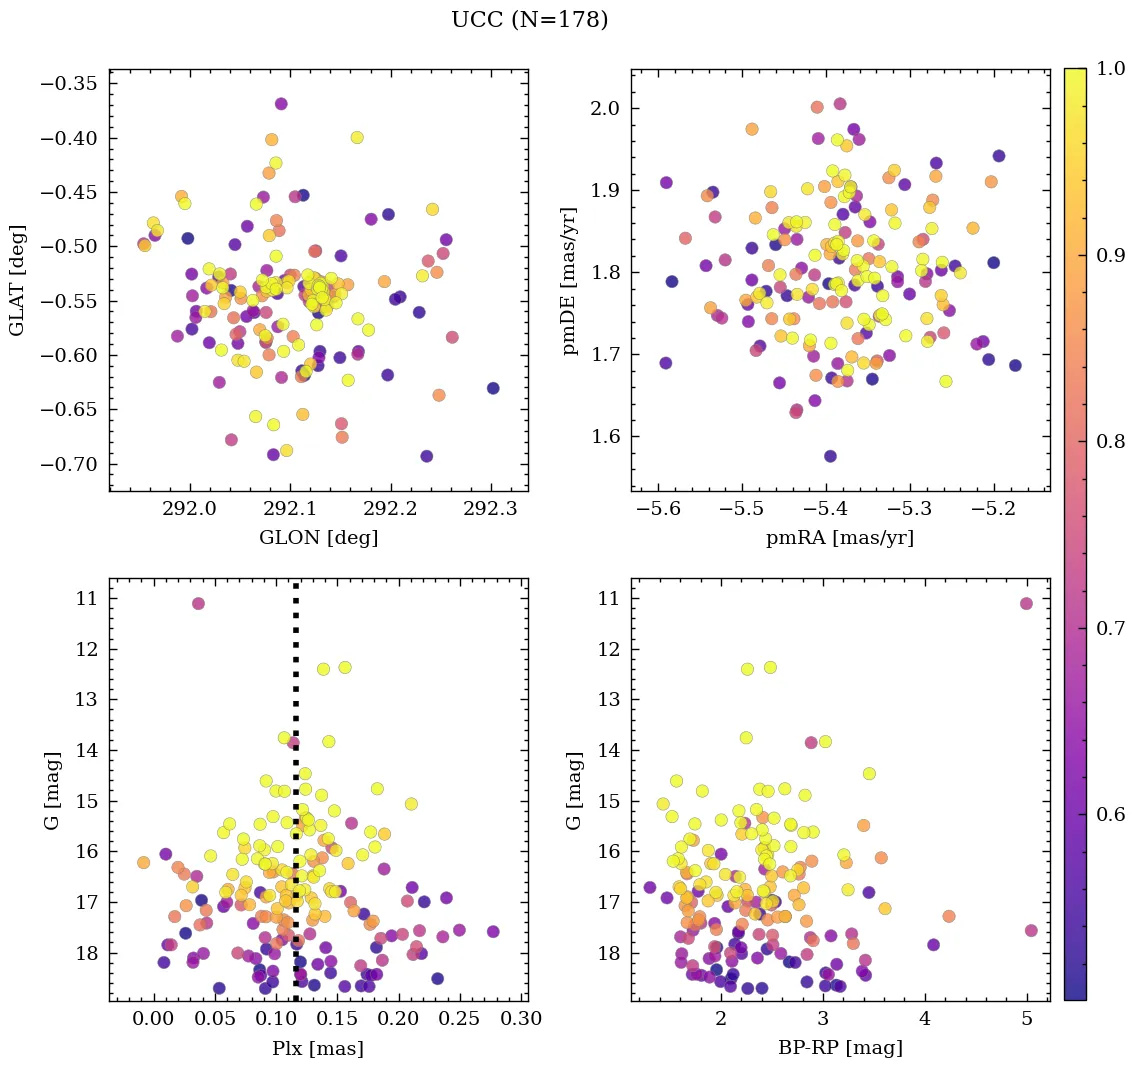 UCC (N=178)
−0.35
−0.40
−0.45
−0.50
−0.55
−0.60
−0.65
−0.70
GLAT [deg]
292.0 292.1 292.2 292.3
GLON [deg]
2.0
1.9
1.8
1.7
1.6
pmDE [mas/yr]
−5.6 −5.5 −5.4 −5.3 −5.2
pmRA [mas/yr]
1.0
0.9
0.8
0.7
0.6
11
12
13
14
15
16
17
18
G [mag]
0.00 0.05 0.10 0.15 0.20 0.25 0.30
Plx [mas]
11
12
13
14
15
16
17
18
G [mag]
2 3 4 5
BP-RP [mag]